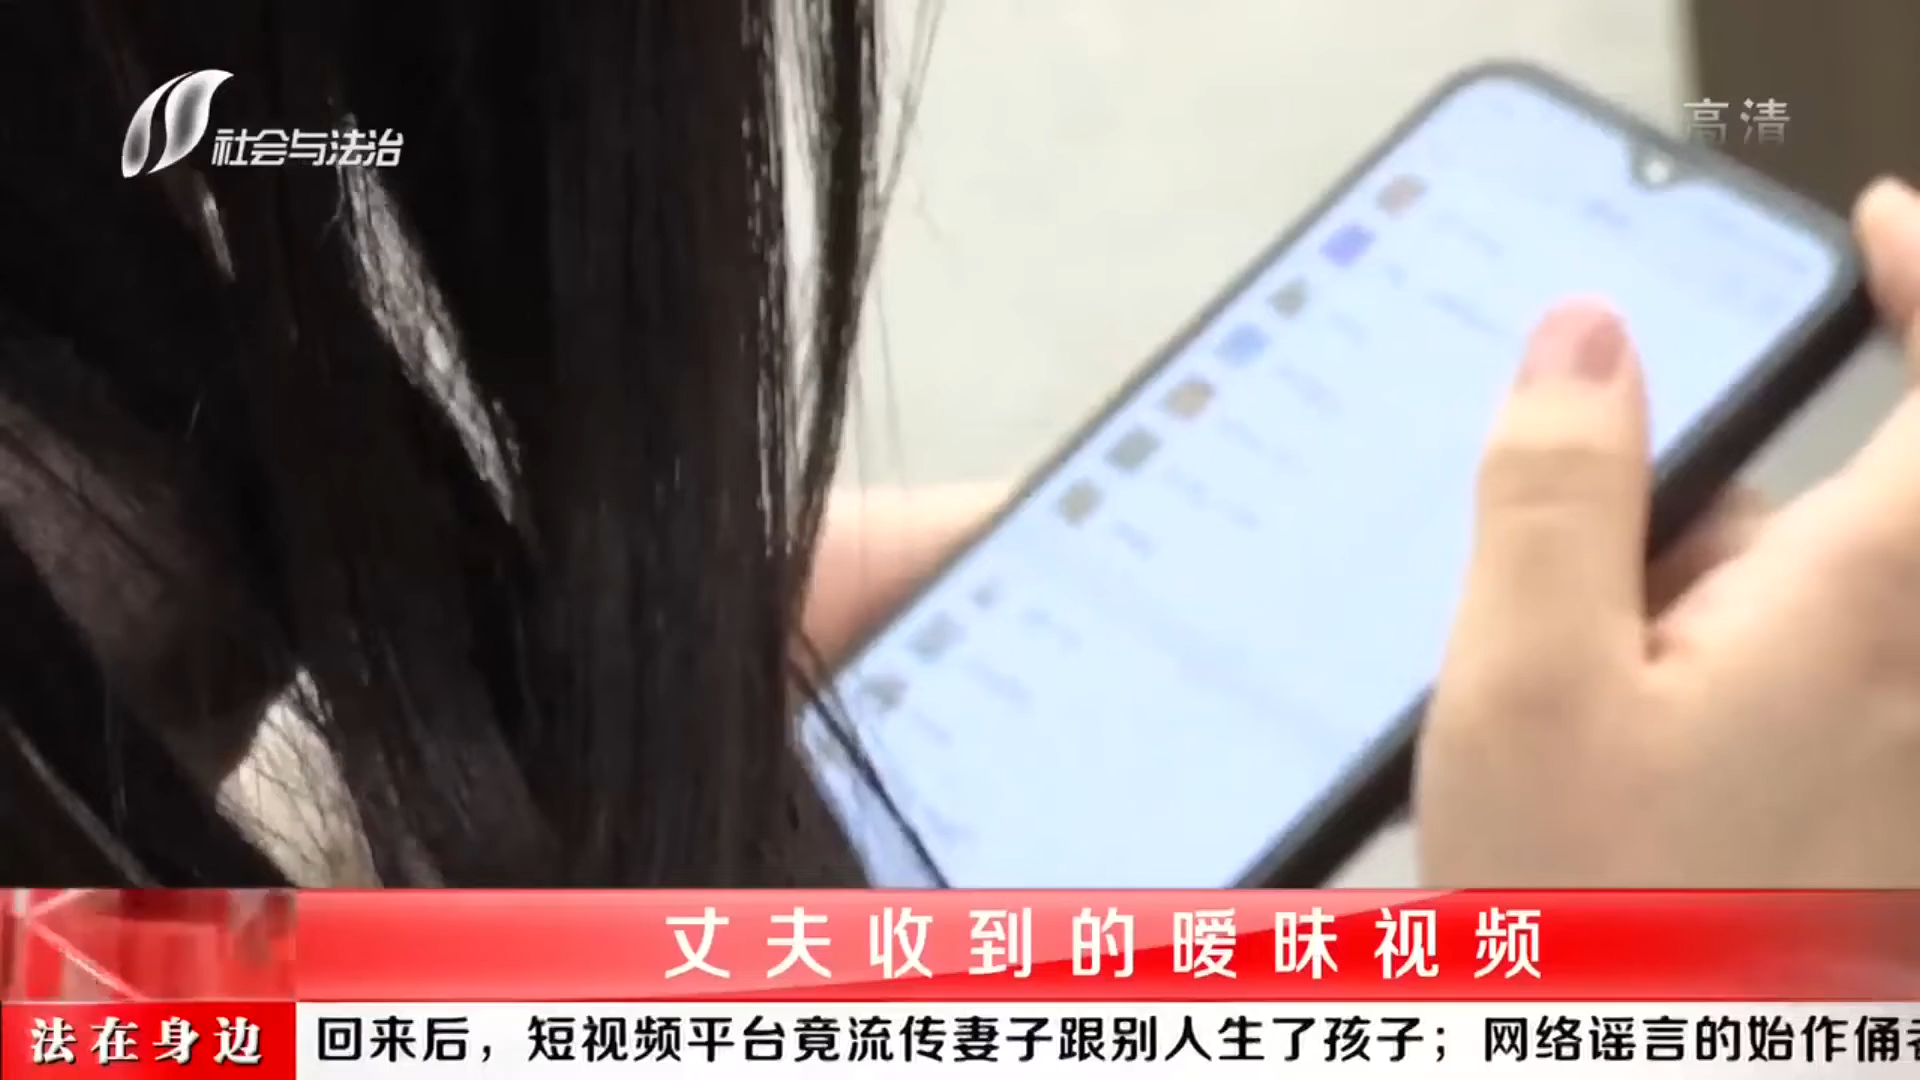 社会与法治
高清
丈夫收到的暧昧视频
法在身边
回来后，短视频平台竟流传妻子跟别人生了孩子；网络谣言的始作俑